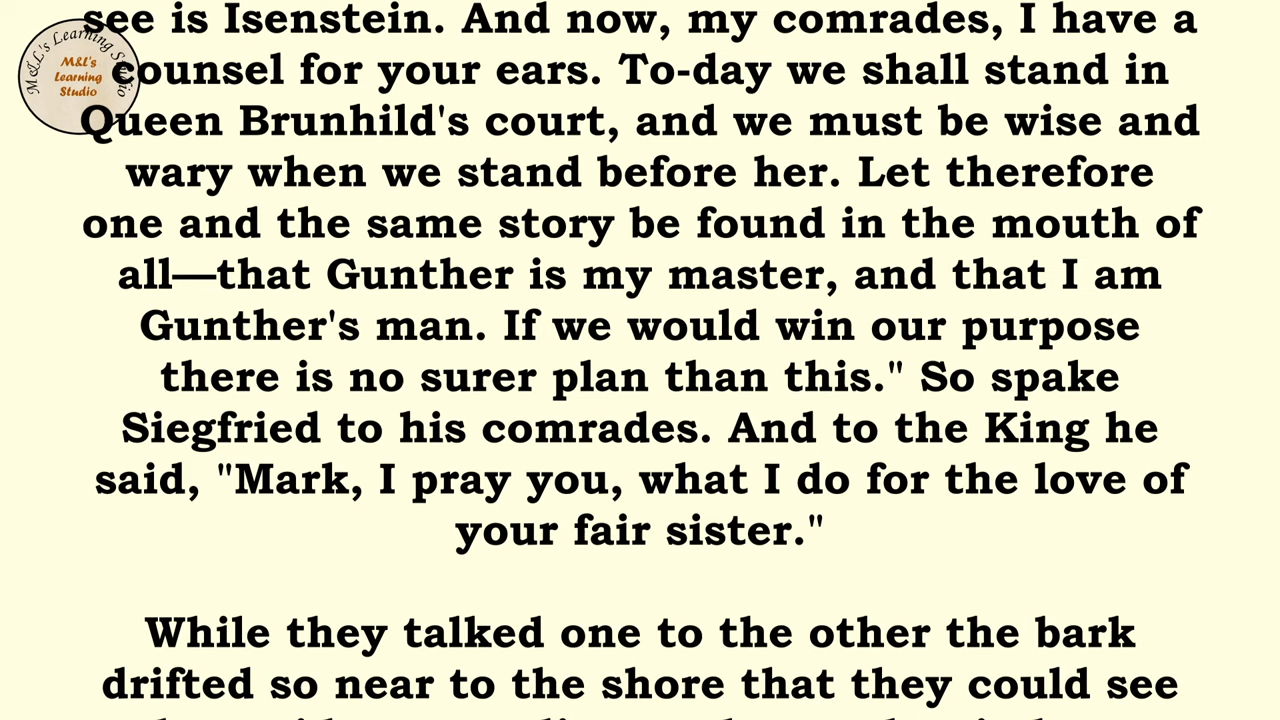 see is Isenstein. And now, my comrades, I have a
counsel for your ears. To-day we shall stand in
Queen Brunhild's court, and we must be wise and
wary when we stand before her. Let therefore
one and the same story be found in the mouth of
all—that Gunther is my master, and that I am
Gunther's man. If we would win our purpose
there is no surer plan than this." So spake
Siegfried to his comrades. And to the King he
said, "Mark, I pray you, what I do for the love of
your fair sister."
While they talked one to the other the bark
drifted so near to the shore that they could see
M&L's Learning Studio
M&L's
Learning
Studio